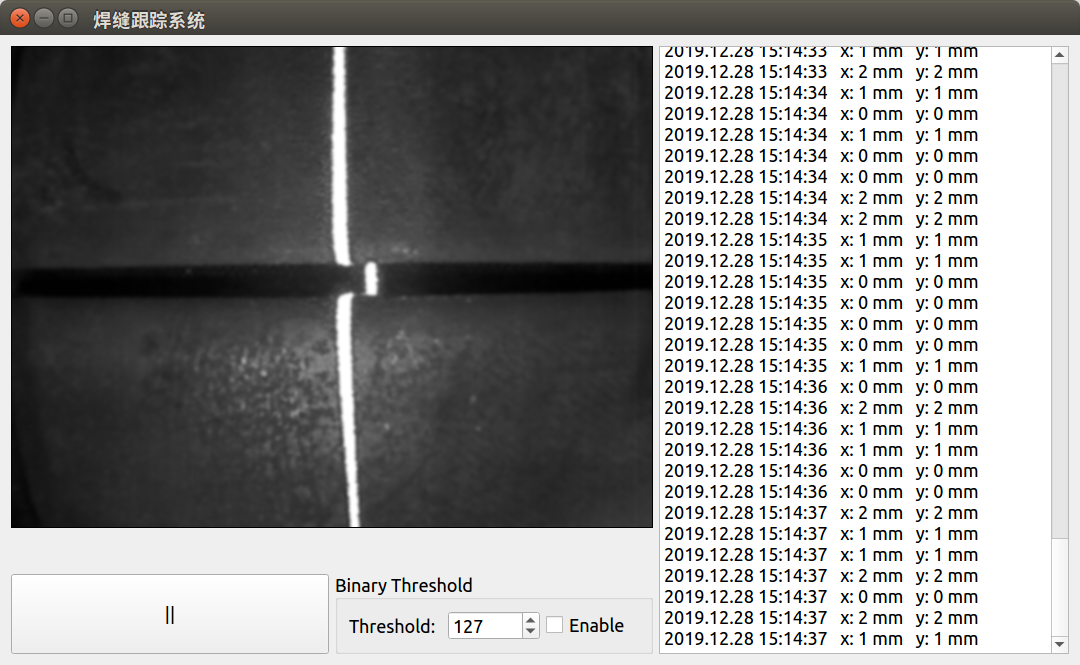 焊缝跟踪系统
2019.12.28 15:14:33 x: 1 mm y: 1 mm
2019.12.28 15:14:33 x: 2 mm y: 2 mm
2019.12.28 15:14:34 x: 1 mm y: 1 mm
2019.12.28 15:14:34 x: 0 mm y: 0 mm
2019.12.28 15:14:34 x: 1 mm y: 1 mm
2019.12.28 15:14:34 x: 0 mm y: 0 mm
2019.12.28 15:14:34 x: 0 mm y: 0 mm
2019.12.28 15:14:34 x: 2 mm y: 2 mm
2019.12.28 15:14:34 x: 2 mm y: 2 mm
2019.12.28 15:14:35 x: 1 mm y: 1 mm
2019.12.28 15:14:35 x: 1 mm y: 1 mm
2019.12.28 15:14:35 x: 0 mm y: 0 mm
2019.12.28 15:14:35 x: 0 mm y: 0 mm
2019.12.28 15:14:35 x: 0 mm y: 0 mm
2019.12.28 15:14:35 x: 0 mm y: 0 mm
2019.12.28 15:14:35 x: 1 mm y: 1 mm
2019.12.28 15:14:36 x: 0 mm y: 0 mm
2019.12.28 15:14:36 x: 2 mm y: 2 mm
2019.12.28 15:14:36 x: 1 mm y: 1 mm
2019.12.28 15:14:36 x: 1 mm y: 1 mm
2019.12.28 15:14:36 x: 0 mm y: 0 mm
2019.12.28 15:14:36 x: 0 mm y: 0 mm
2019.12.28 15:14:37 x: 2 mm y: 2 mm
2019.12.28 15:14:37 x: 1 mm y: 1 mm
2019.12.28 15:14:37 x: 1 mm y: 1 mm
2019.12.28 15:14:37 x: 2 mm y: 2 mm
2019.12.28 15:14:37 x: 0 mm y: 0 mm
2019.12.28 15:14:37 x: 2 mm y: 2 mm
2019.12.28 15:14:37 x: 1 mm y: 1 mm
||
Binary Threshold
Threshold: 127 Enable